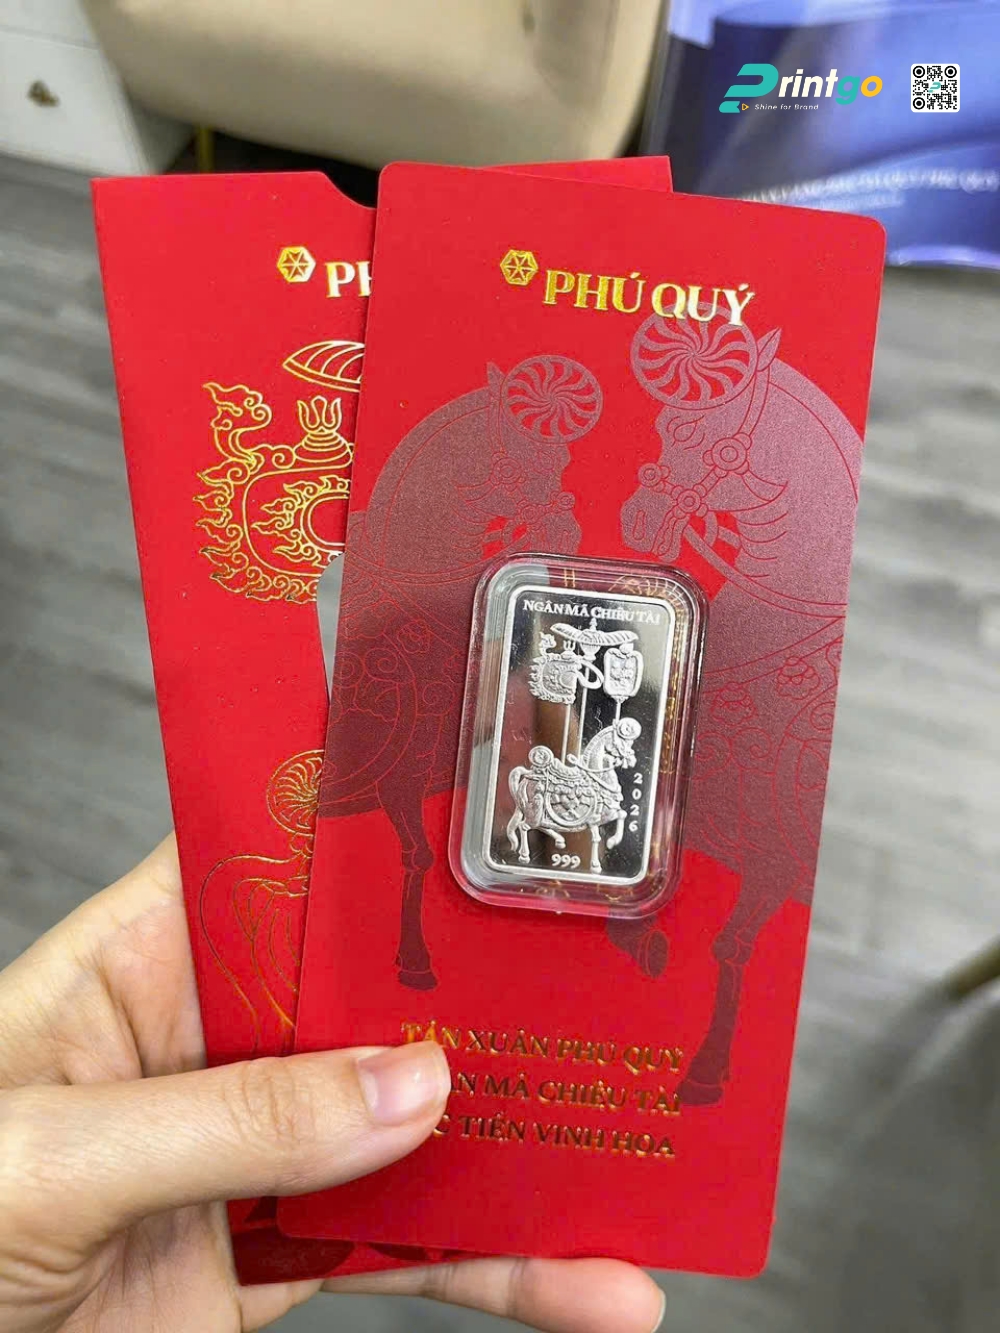 Printgo
Shine for Brand
PHÚ QUÝ
PH
NGÂN MÃ CHIÊU TÀI
2026
999
TÂN XUÂN PHÚ QUÝ
MÃ CHIÊU TÀI
TIẾN VINH HOA